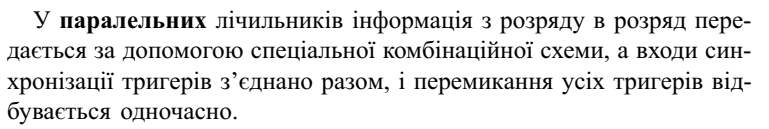 У паралельних лічильників інформація з розряду в розряд пере-
дається за допомогою спеціальної комбінаційної схеми, а входи син-
хронізації тригерів з’єднано разом, і перемикання усіх тригерів від-
бувається одночасно.